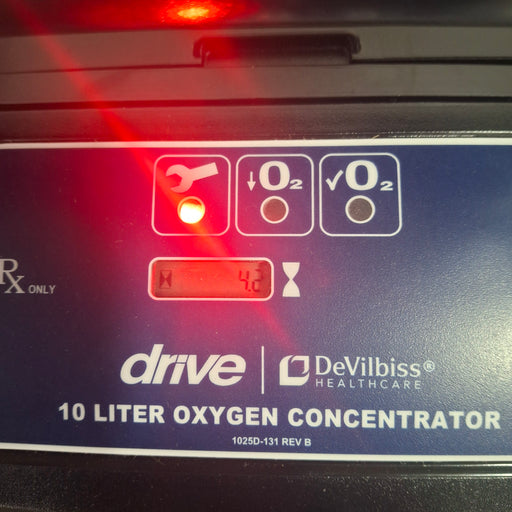 ↓O₂ ✓O₂
Rx ONLY
4.2
drive DeVilbiss®
HEALTHCARE
10 LITER OXYGEN CONCENTRATOR
1025D-131 REV B